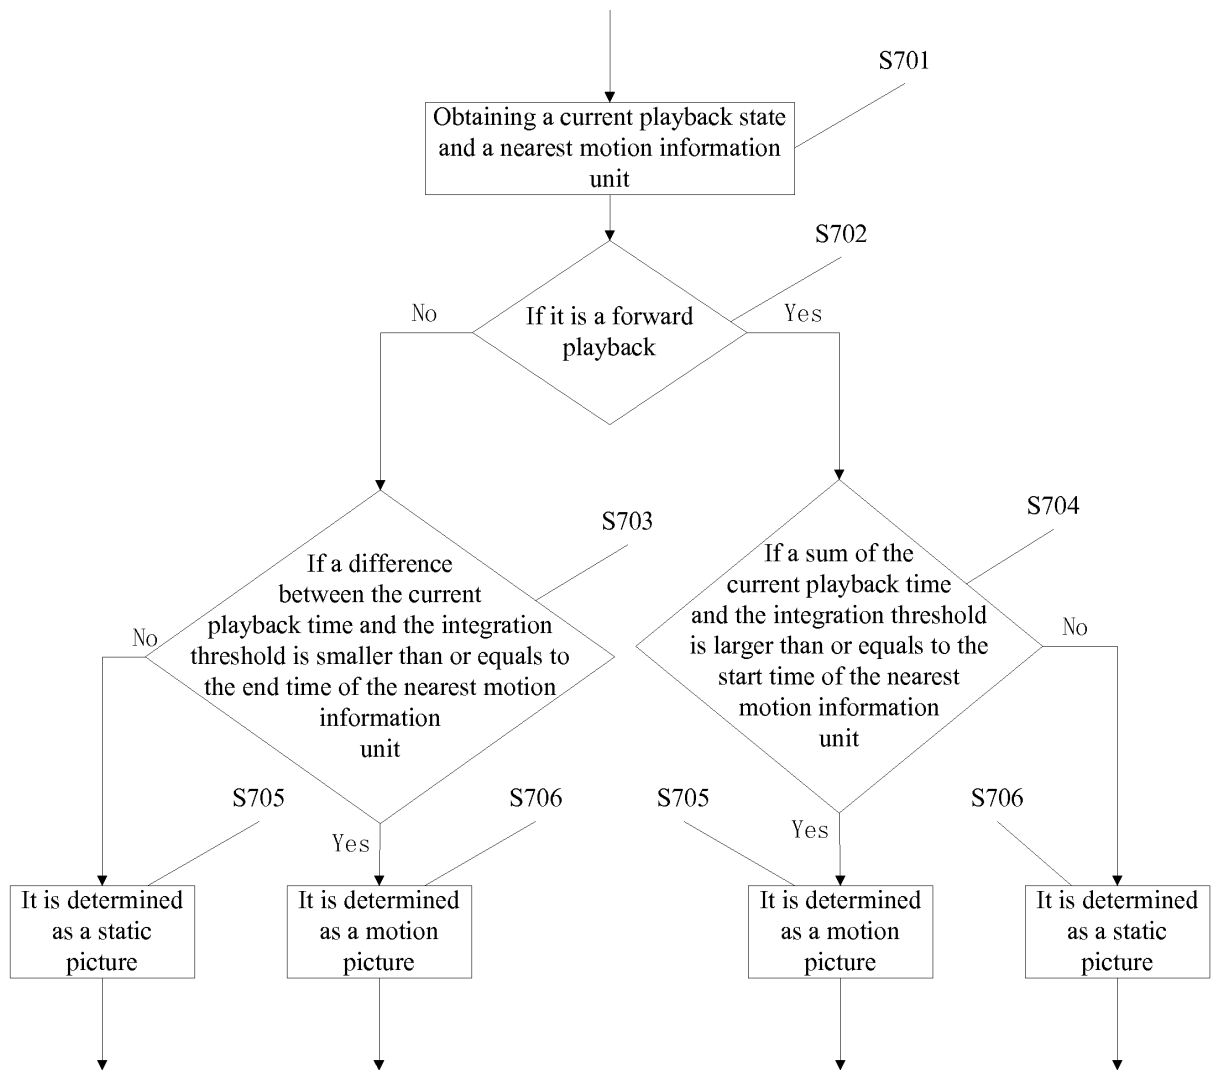 S701
Obtaining a current playback state
and a nearest motion information
unit
S702
No
If it is a forward
playback
Yes
S703
If a difference
between the current
playback time and the integration
threshold is smaller than or equals to
the end time of the nearest motion
information
unit
No
S704
If a sum of the
current playback time
and the integration threshold
is larger than or equals to the
start time of the nearest
motion information
unit
No
S705
Yes
S706
S705
Yes
S706
It is determined
as a static
picture
It is determined
as a motion
picture
It is determined
as a motion
picture
It is determined
as a static
picture